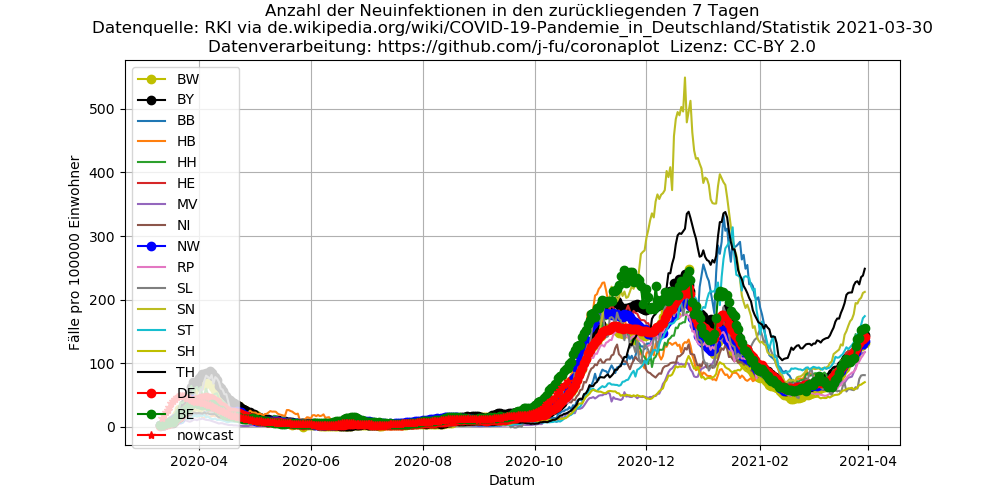 Anzahl der Neuinfektionen in den zurückliegenden 7 Tagen
Datenquelle: RKI via de.wikipedia.org/wiki/COVID-19-Pandemie_in_Deutschland/Statistik 2021-03-30
Datenverarbeitung: https://github.com/j-fu/coronaplot  Lizenz: CC-BY 2.0
Fälle pro 100000 Einwohner
500
400
300
200
100
0
BW
BY
BB
HB
HH
HE
MV
NI
NW
RP
SL
SN
ST
SH
TH
DE
BE
nowcast
2020-04
2020-06
2020-08
2020-10
2020-12
2021-02
2021-04
Datum